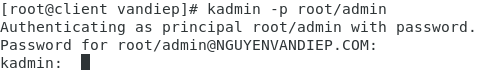 [root@client vandiep]# kadmin -p root/admin
Authenticating as principal root/admin with password.
Password for root/admin@NGUYENVANDIEP.COM:
kadmin: